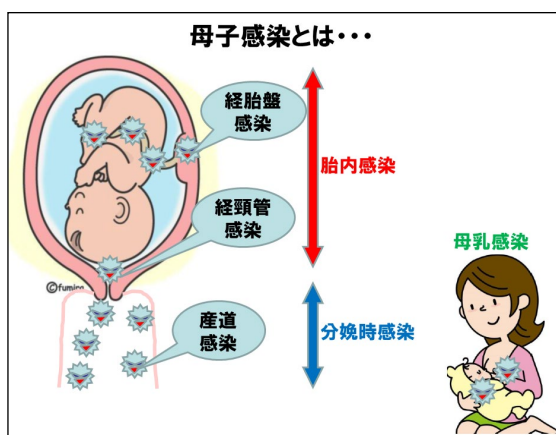 母子感染とは・・・
経胎盤
感染
胎内感染
経頸管
感染
母乳感染
©fumira
産道
感染
分娩時感染